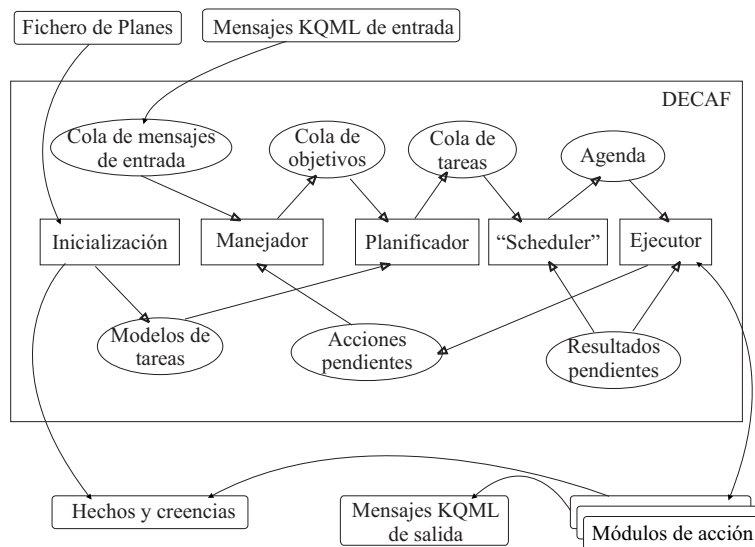 Fichero de Planes
Mensajes KQML de entrada
DECAF
Cola de mensajes
de entrada
Cola de
objetivos
Cola de
tareas
Agenda
Inicialización
Manejador
Planificador
“Scheduler”
Ejecutor
Modelos de
tareas
Acciones
pendientes
Resultados
pendientes
Hechos y creencias
Mensajes KQML
de salida
Módulos de acción